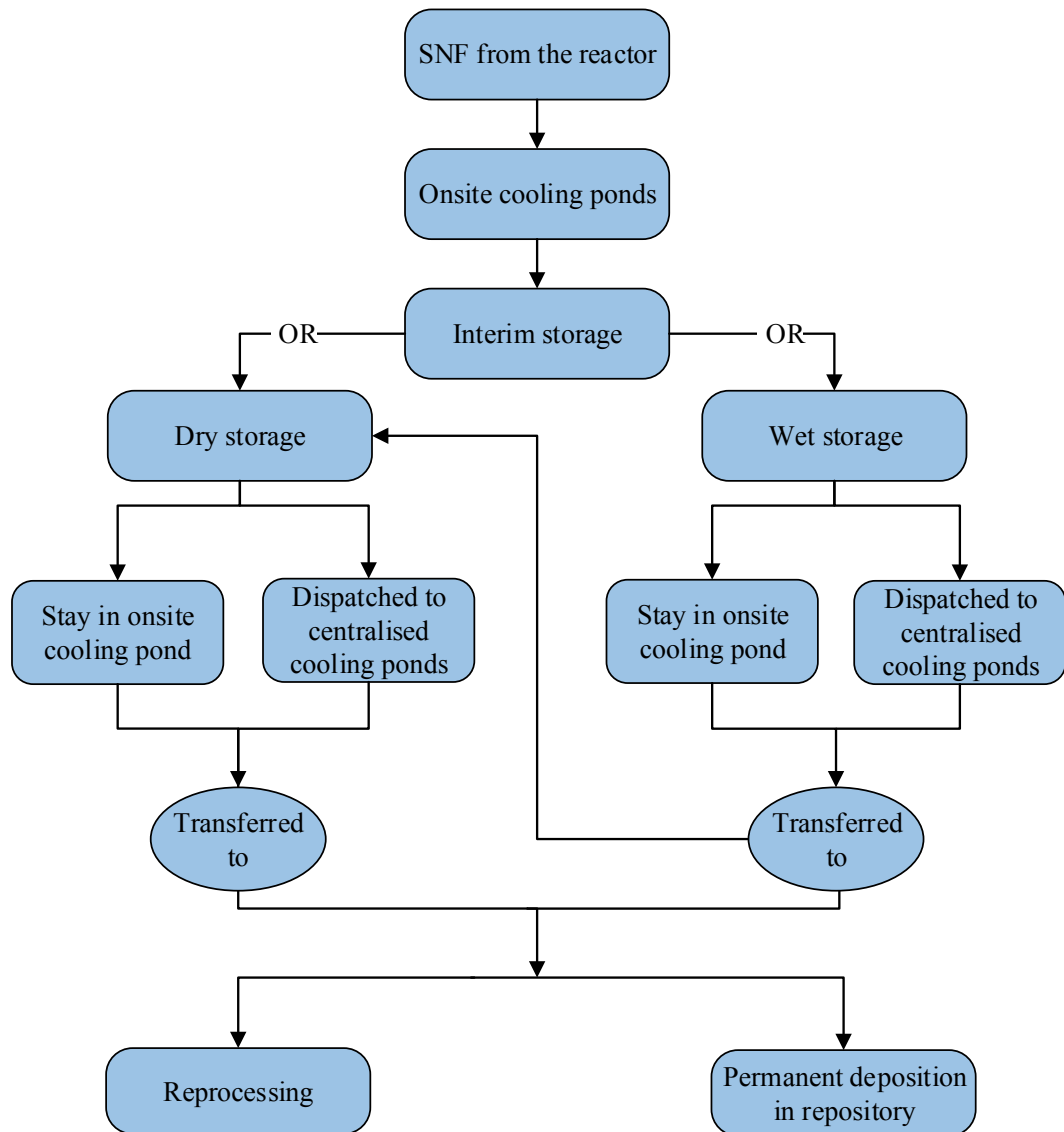 SNF from the reactor
Onsite cooling ponds
Interim storage
OR
OR
Dry storage
Wet storage
Stay in onsite
cooling pond
Dispatched to
centralised
cooling ponds
Stay in onsite
cooling pond
Dispatched to
centralised
cooling ponds
Transferred
to
Transferred
to
Reprocessing
Permanent deposition
in repository